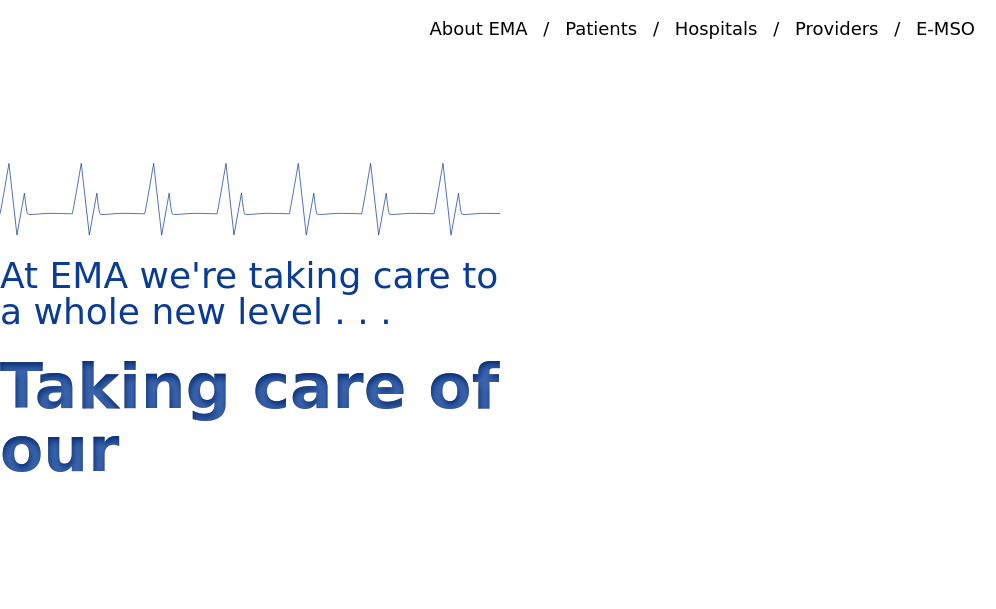 About EMA / Patients / Hospitals / Providers / E-MSO
At EMA we're taking care to
a whole new level . . .
Taking care of
our